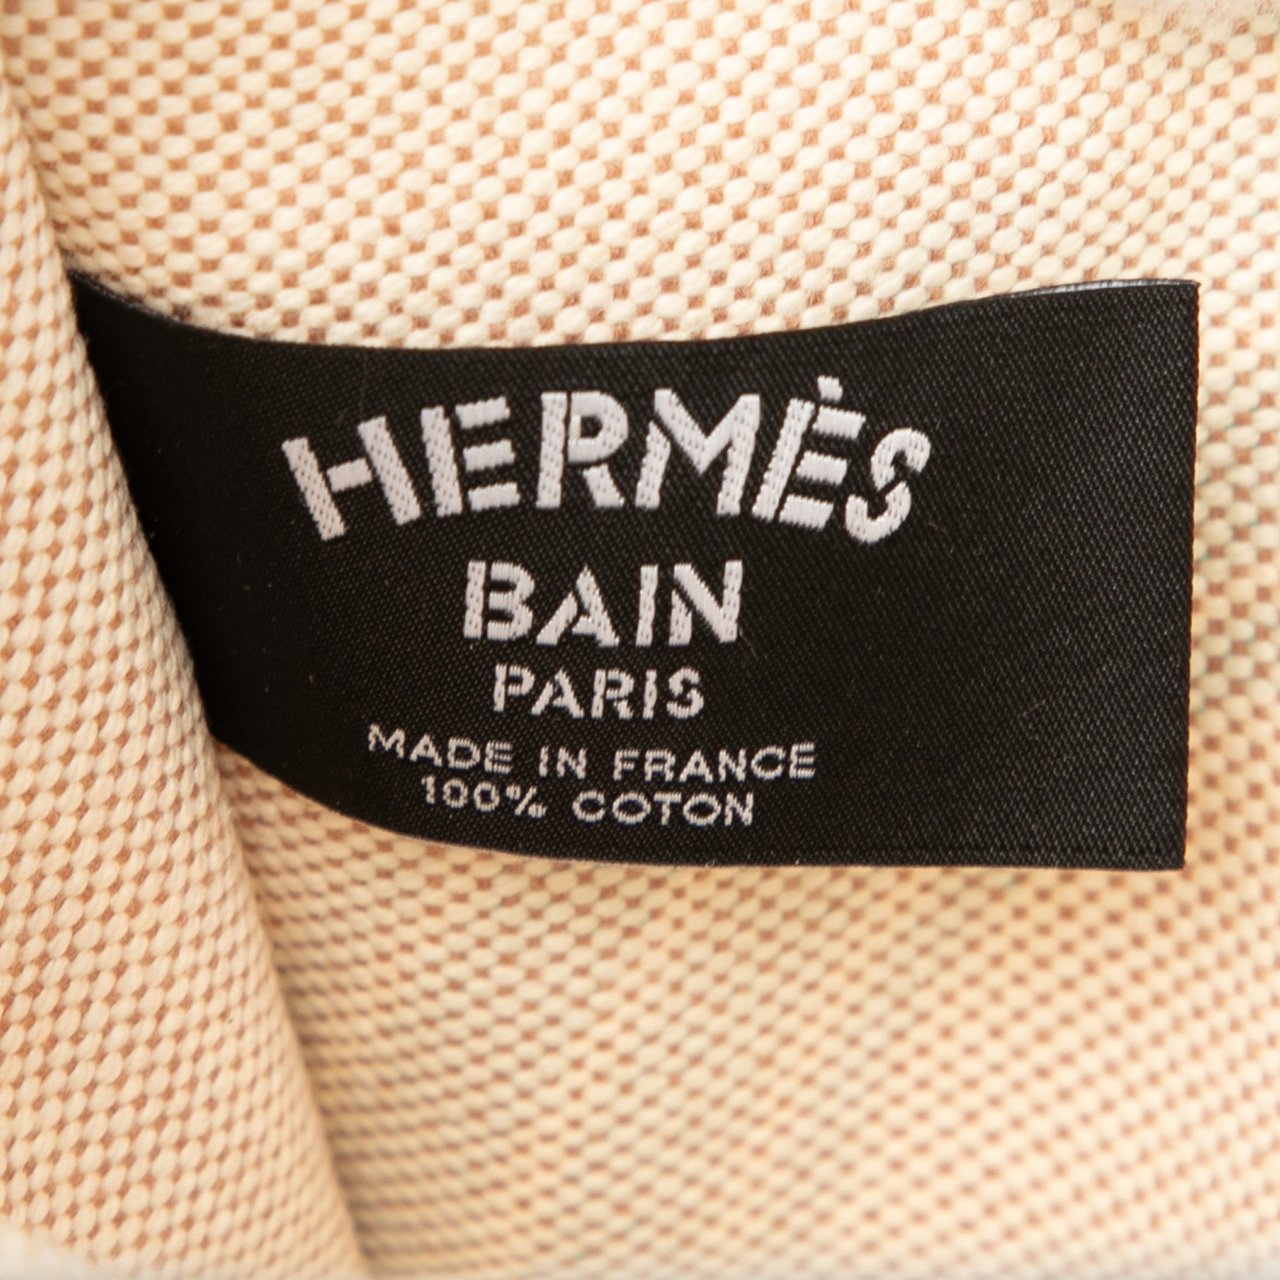 HERMÈS
BAIN
PARIS
MADE IN FRANCE
100% COTON